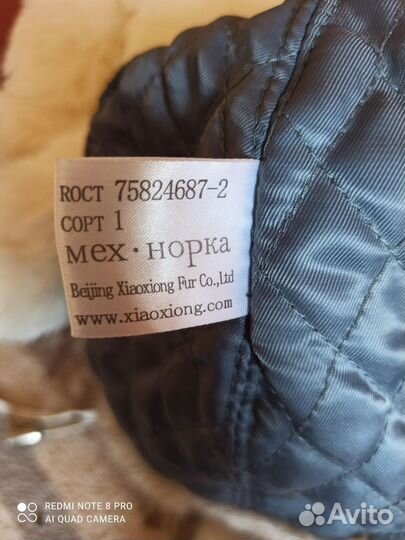 ROCT 75824687-2
СОРТ 1
мех·норка
Beijing Xiaoxiong Fur Co.,Ltd
www.xiaoxiong.com
REDMI NOTE 8 PRO
AI QUAD CAMERA
Avito